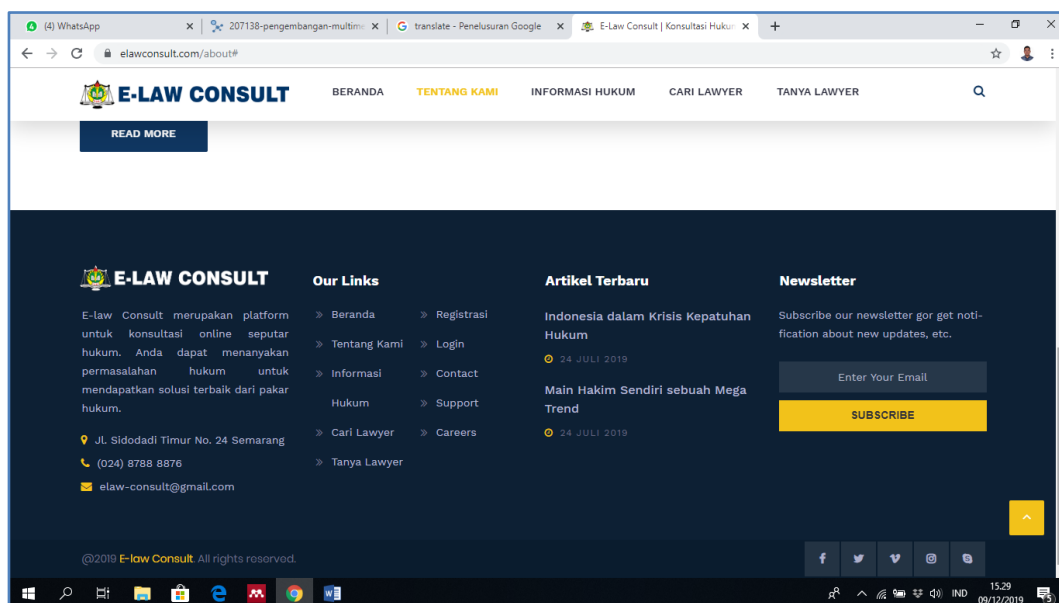 (4) WhatsApp
207138-pengembangan-multime
translate - Penelusuran Google
E-Law Consult | Konsultasi Hukum
elawconsult.com/about#
E-LAW CONSULT
BERANDA
TENTANG KAMI
INFORMASI HUKUM
CARI LAWYER
TANYA LAWYER
READ MORE
E-LAW CONSULT
E-law Consult merupakan platform
untuk konsultasi online seputar
hukum. Anda dapat menanyakan
permasalahan hukum untuk
mendapatkan solusi terbaik dari pakar
hukum.
Jl. Sidodadi Timur No. 24 Semarang
(024) 8788 8876
elaw-consult@gmail.com
Our Links
Beranda
Tentang Kami
Informasi
Hukum
Cari Lawyer
Tanya Lawyer
Registrasi
Login
Contact
Support
Careers
Artikel Terbaru
Indonesia dalam Krisis Kepatuhan
Hukum
24 JULI 2019
Main Hakim Sendiri sebuah Mega
Trend
24 JULI 2019
Newsletter
Subscribe our newsletter gor get noti-
fication about new updates, etc.
Enter Your Email
SUBSCRIBE
@2019 E-law Consult. All rights reserved.
IND
15.29
09/12/2019